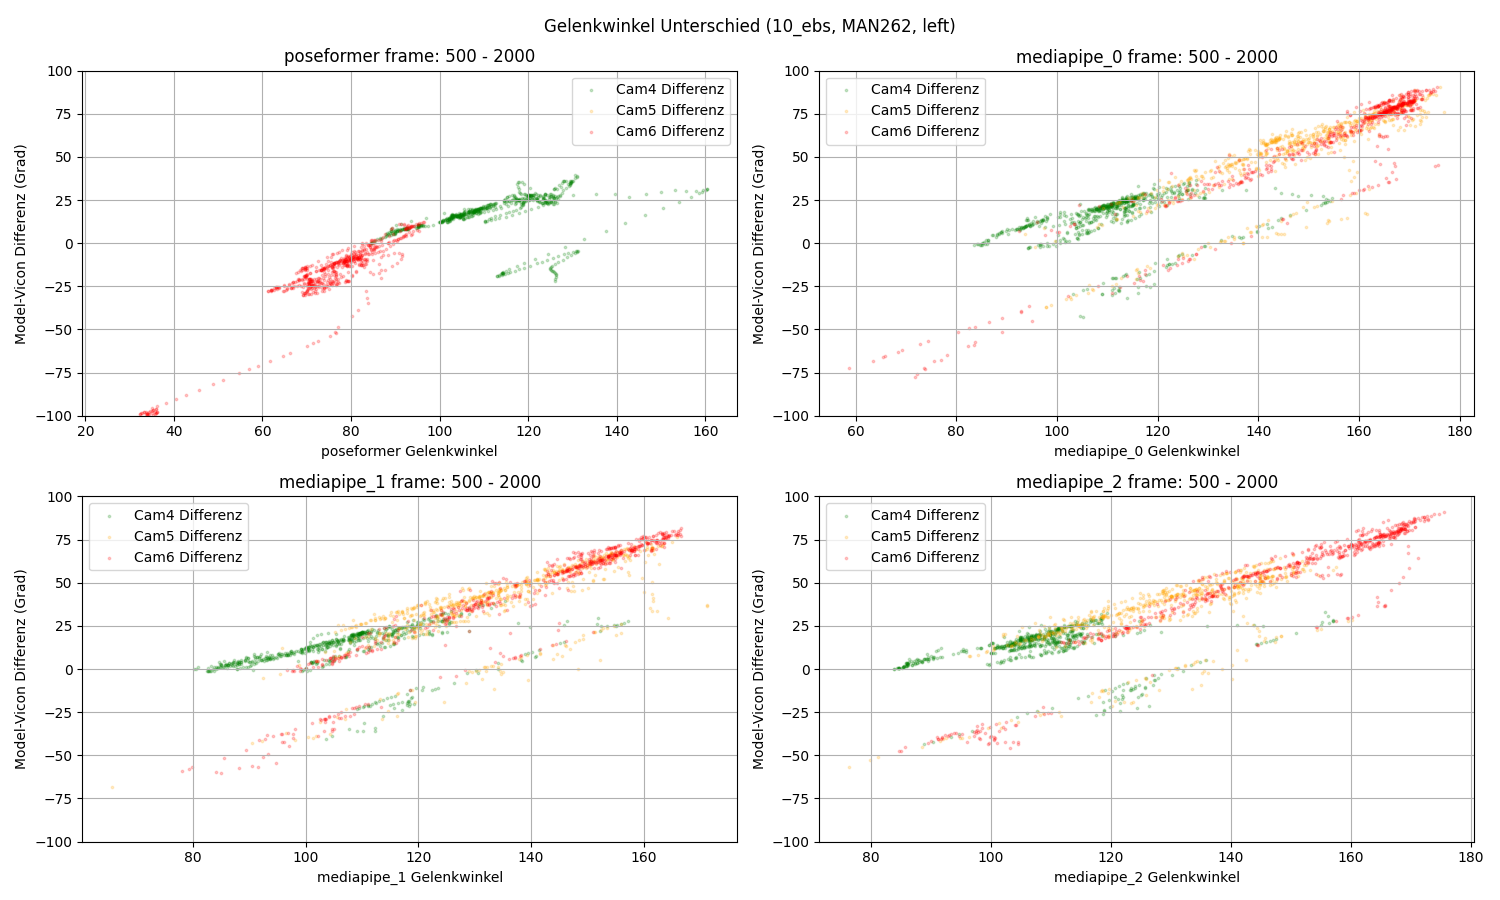 Gelenkwinkel Unterschied (10_ebs, MAN262, left)
poseformer frame: 500 - 2000
Model-Vicon Differenz (Grad)
100
75
50
25
0
−25
−50
−75
−100
Cam4 Differenz
Cam5 Differenz
Cam6 Differenz
20 40 60 80 100 120 140 160
poseformer Gelenkwinkel
mediapipe_0 frame: 500 - 2000
Model-Vicon Differenz (Grad)
100
75
50
25
0
−25
−50
−75
−100
Cam4 Differenz
Cam5 Differenz
Cam6 Differenz
60 80 100 120 140 160 180
mediapipe_0 Gelenkwinkel
mediapipe_1 frame: 500 - 2000
Model-Vicon Differenz (Grad)
100
75
50
25
0
−25
−50
−75
−100
Cam4 Differenz
Cam5 Differenz
Cam6 Differenz
80 100 120 140 160
mediapipe_1 Gelenkwinkel
mediapipe_2 frame: 500 - 2000
Model-Vicon Differenz (Grad)
100
75
50
25
0
−25
−50
−75
−100
Cam4 Differenz
Cam5 Differenz
Cam6 Differenz
80 100 120 140 160 180
mediapipe_2 Gelenkwinkel